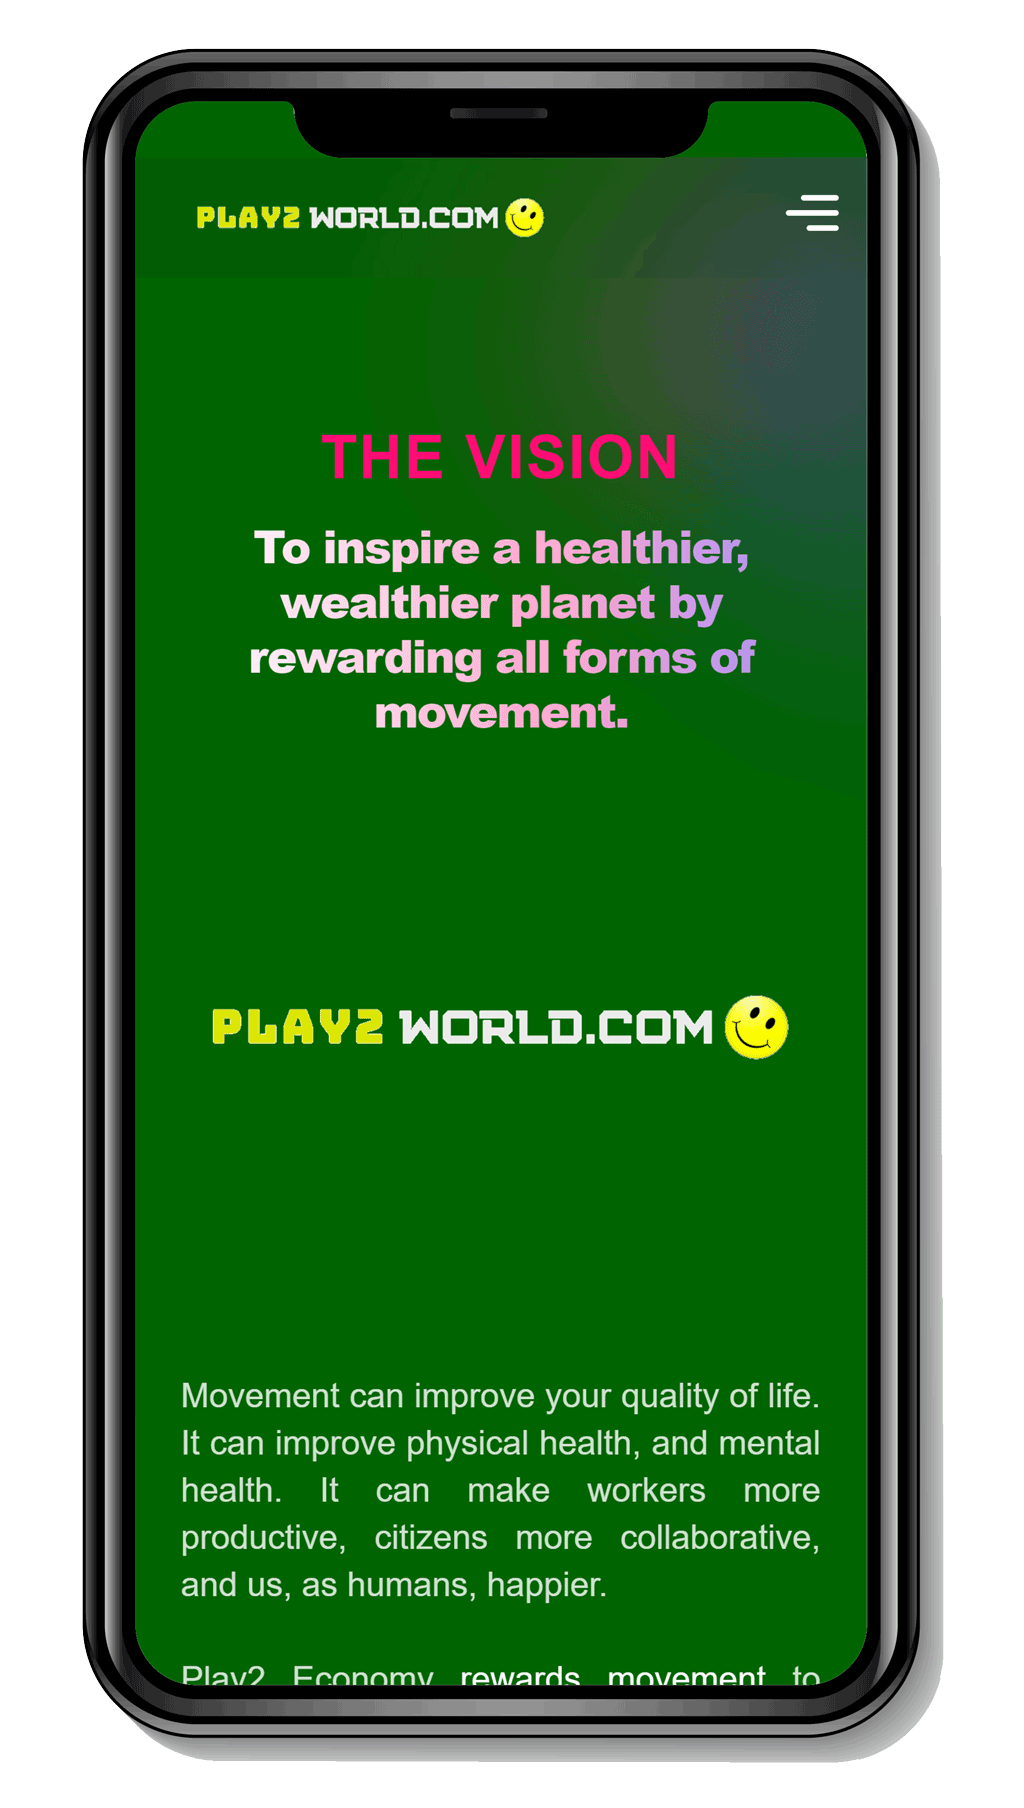 PLAY2 WORLD.COM
THE VISION
To inspire a healthier,
wealthier planet by
rewarding all forms of
movement.
PLAY2 WORLD.COM
Movement can improve your quality of life.
It can improve physical health, and mental
health. It can make workers more
productive, citizens more collaborative,
and us, as humans, happier.
Play2 Economy rewards movement to